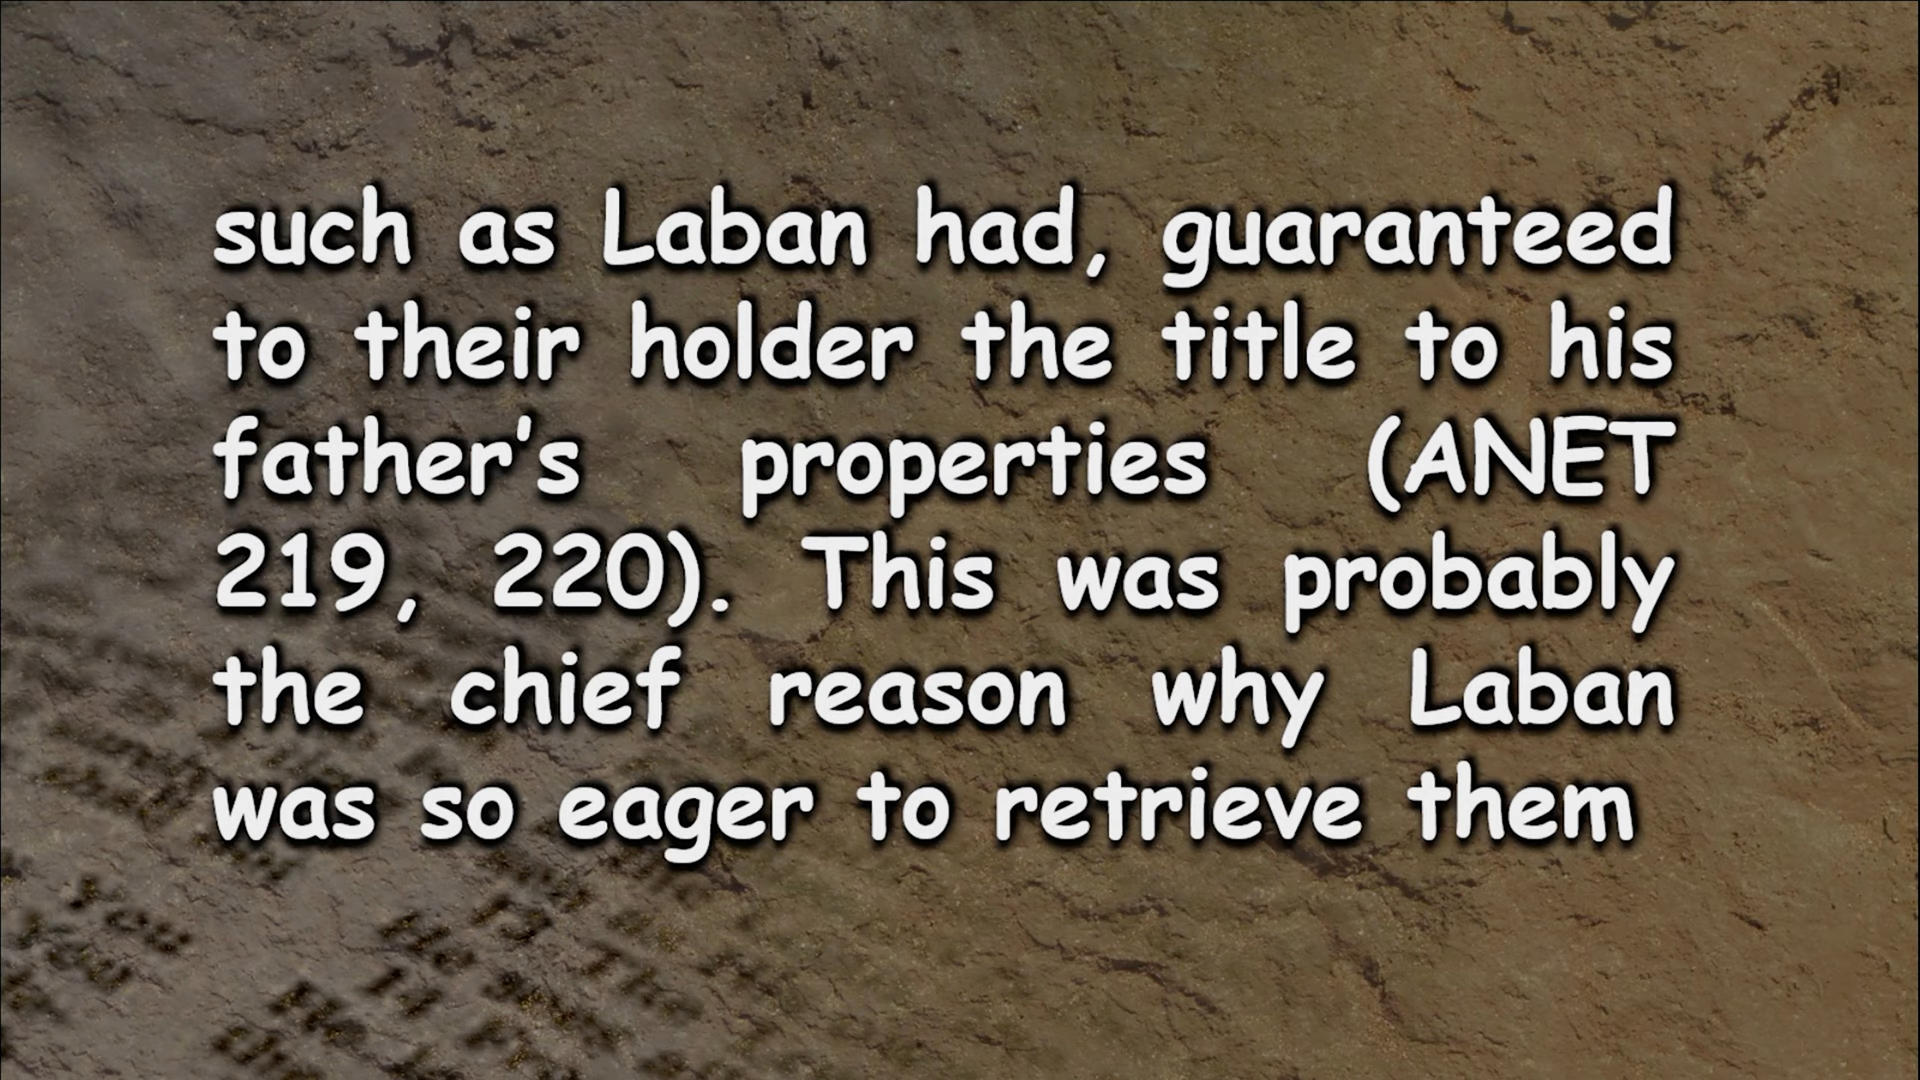 such as Laban had, guaranteed
to their holder the title to his
father’s properties (ANET
219, 220). This was probably
the chief reason why Laban
was so eager to retrieve them